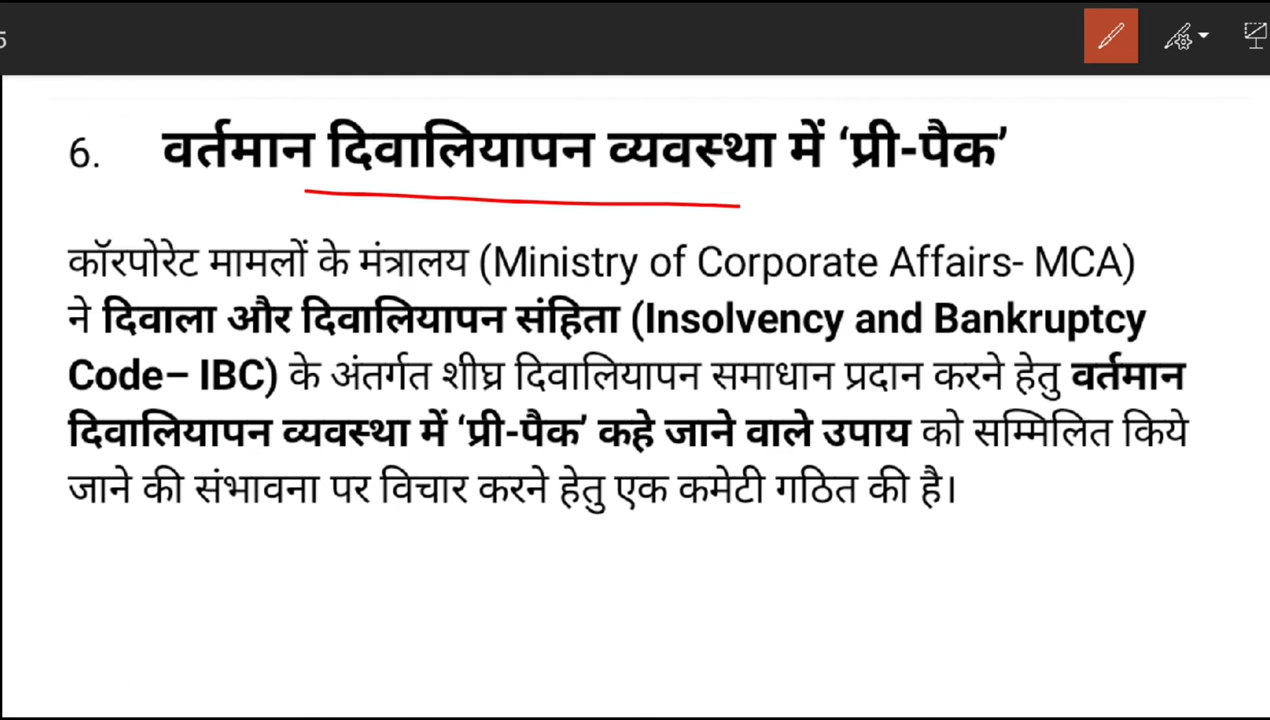 5
6. वर्तमान दिवालियापन व्यवस्था में ‘प्री-पैक’
कॉरपोरेट मामलों के मंत्रालय (Ministry of Corporate Affairs- MCA)
ने दिवाला और दिवालियापन संहिता (Insolvency and Bankruptcy
Code– IBC) के अंतर्गत शीघ्र दिवालियापन समाधान प्रदान करने हेतु वर्तमान
दिवालियापन व्यवस्था में ‘प्री-पैक’ कहे जाने वाले उपाय को सम्मिलित किये
जाने की संभावना पर विचार करने हेतु एक कमेटी गठित की है।